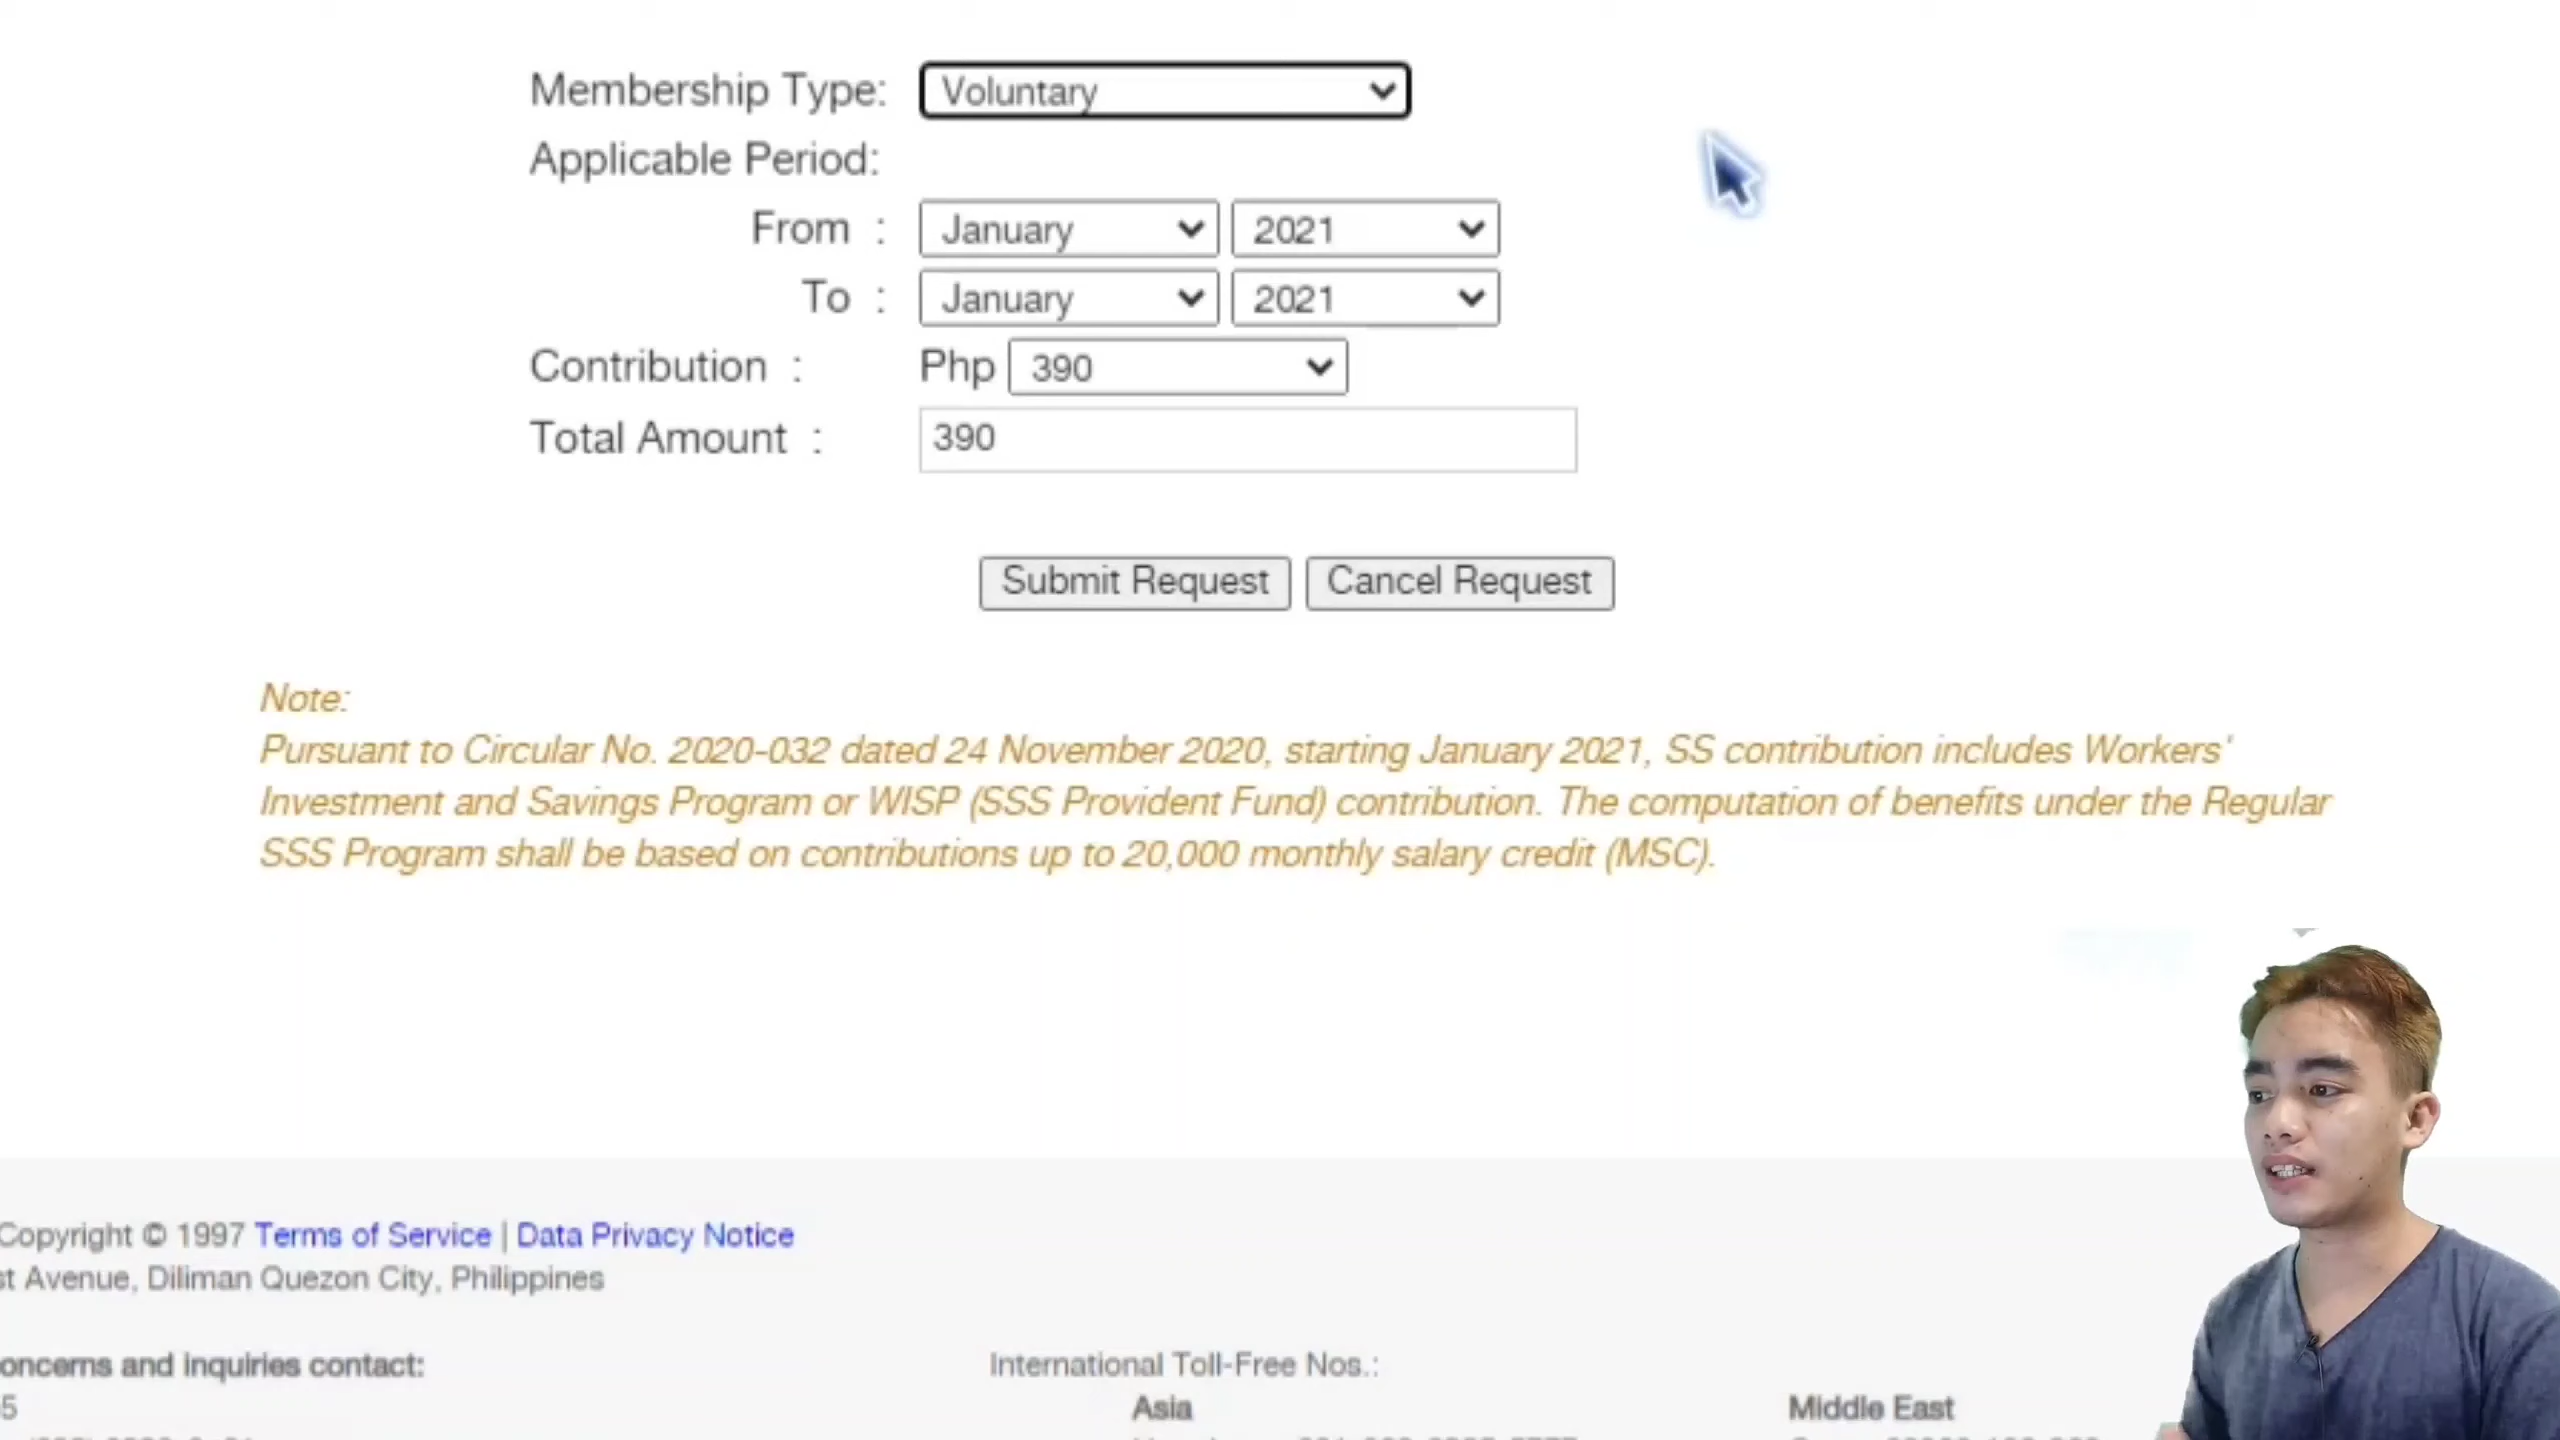 Membership Type: Voluntary
Applicable Period:
From : January 2021
To : January 2021
Contribution : Php 390
Total Amount : 390
Submit Request Cancel Request
Note:
Pursuant to Circular No. 2020-032 dated 24 November 2020, starting January 2021, SS contribution includes Workers'
Investment and Savings Program or WISP (SSS Provident Fund) contribution. The computation of benefits under the Regular
SSS Program shall be based on contributions up to 20,000 monthly salary credit (MSC).
Copyright © 1997 Terms of Service | Data Privacy Notice
st Avenue, Diliman Quezon City, Philippines
oncerns and inquiries contact: International Toll-Free Nos.:
5 Asia Middle East